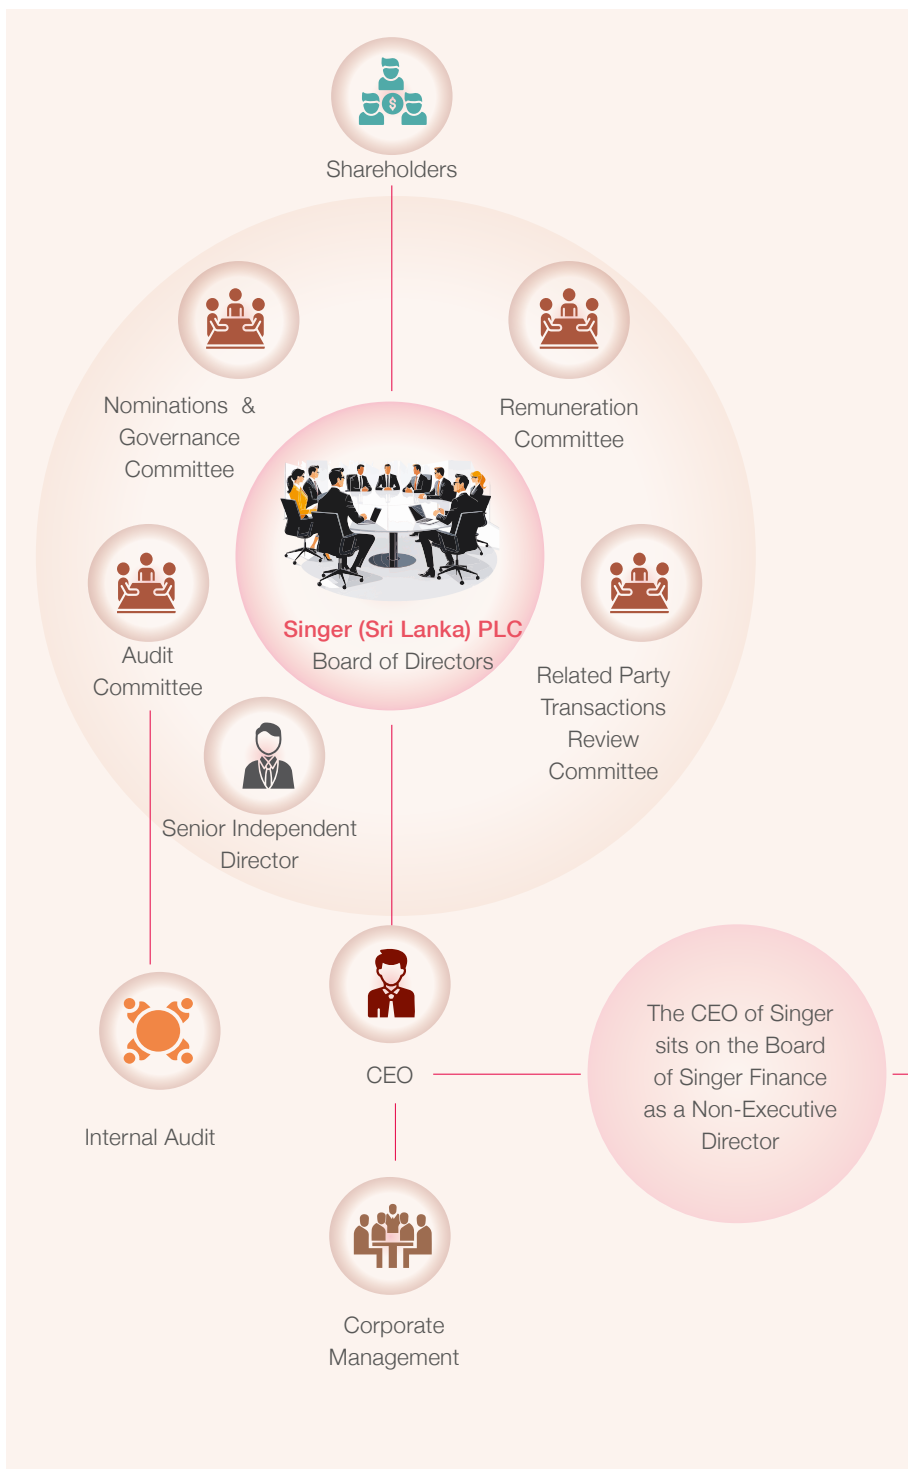 Shareholders
Nominations & 
Governance
Committee
Remuneration
Committee
Singer (Sri Lanka) PLC
Board of Directors
Audit
Committee
Related Party
Transactions
Review
Committee
Senior Independent
Director
CEO
The CEO of Singer
sits on the Board
of Singer Finance
as a Non-Executive
Director
Internal Audit
Corporate
Management